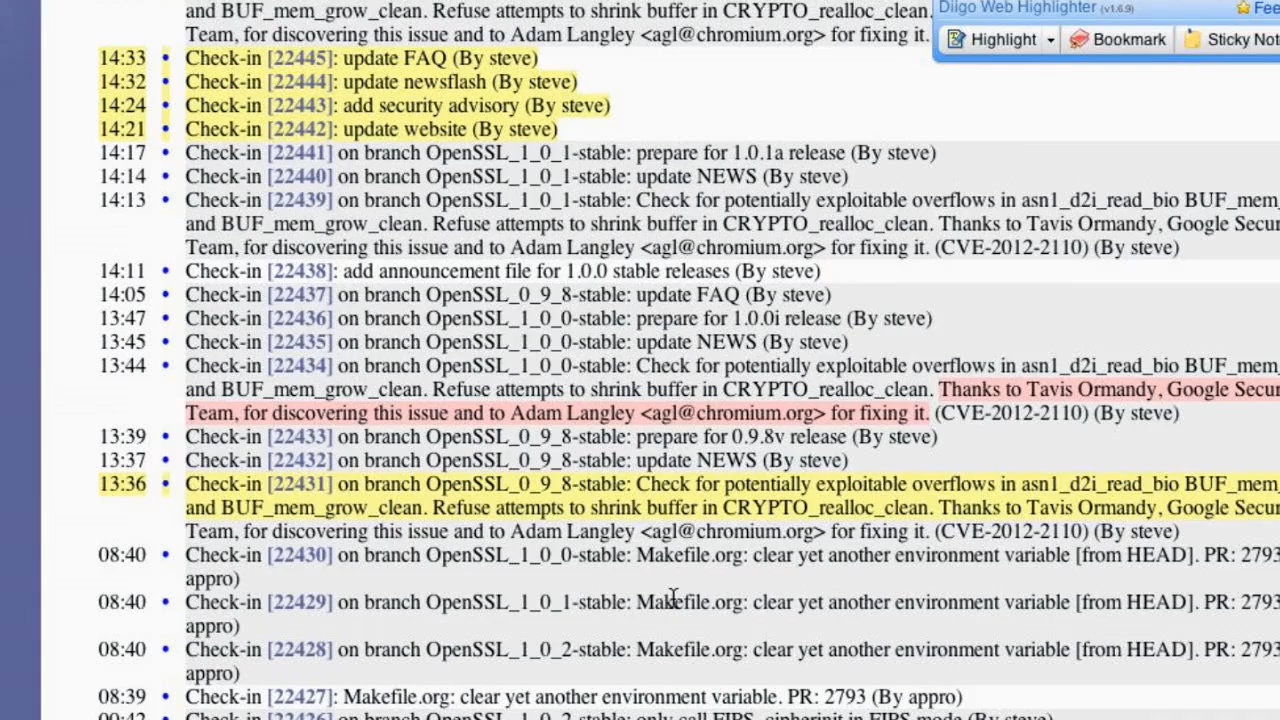 and BUF_mem_grow_clean. Refuse attempts to shrink buffer in CRYPTO_realloc_clean.
Diigo Web Highlighter (v1.6.9)
Team, for discovering this issue and to Adam Langley <agl@chromium.org> for fixing it.
Highlight Bookmark Sticky
14:33 • Check-in [22445]: update FAQ (By steve)
14:32 • Check-in [22444]: update newsflash (By steve)
14:24 • Check-in [22443]: add security advisory (By steve)
14:21 • Check-in [22442]: update website (By steve)
14:17 • Check-in [22441] on branch OpenSSL_1_0_1-stable: prepare for 1.0.1a release (By steve)
14:14 • Check-in [22440] on branch OpenSSL_1_0_1-stable: update NEWS (By steve)
14:13 • Check-in [22439] on branch OpenSSL_1_0_1-stable: Check for potentially exploitable overflows in asn1_d2i_read_bio BUF_mem_
and BUF_mem_grow_clean. Refuse attempts to shrink buffer in CRYPTO_realloc_clean. Thanks to Tavis Ormandy, Google Secur
Team, for discovering this issue and to Adam Langley <agl@chromium.org> for fixing it. (CVE-2012-2110) (By steve)
14:11 • Check-in [22438]: add announcement file for 1.0.0 stable releases (By steve)
14:05 • Check-in [22437] on branch OpenSSL_0_9_8-stable: update FAQ (By steve)
13:47 • Check-in [22436] on branch OpenSSL_1_0_0-stable: prepare for 1.0.0i release (By steve)
13:45 • Check-in [22435] on branch OpenSSL_1_0_0-stable: update NEWS (By steve)
13:44 • Check-in [22434] on branch OpenSSL_1_0_0-stable: Check for potentially exploitable overflows in asn1_d2i_read_bio BUF_mem_
and BUF_mem_grow_clean. Refuse attempts to shrink buffer in CRYPTO_realloc_clean. Thanks to Tavis Ormandy, Google Secur
Team, for discovering this issue and to Adam Langley <agl@chromium.org> for fixing it. (CVE-2012-2110) (By steve)
13:39 • Check-in [22433] on branch OpenSSL_0_9_8-stable: prepare for 0.9.8v release (By steve)
13:37 • Check-in [22432] on branch OpenSSL_0_9_8-stable: update NEWS (By steve)
13:36 • Check-in [22431] on branch OpenSSL_0_9_8-stable: Check for potentially exploitable overflows in asn1_d2i_read_bio BUF_mem_
and BUF_mem_grow_clean. Refuse attempts to shrink buffer in CRYPTO_realloc_clean. Thanks to Tavis Ormandy, Google Secur
Team, for discovering this issue and to Adam Langley <agl@chromium.org> for fixing it. (CVE-2012-2110) (By steve)
08:40 • Check-in [22430] on branch OpenSSL_1_0_0-stable: Makefile.org: clear yet another environment variable [from HEAD]. PR: 2793
appro)
08:40 • Check-in [22429] on branch OpenSSL_1_0_1-stable: Makefile.org: clear yet another environment variable [from HEAD]. PR: 2793
appro)
08:40 • Check-in [22428] on branch OpenSSL_1_0_2-stable: Makefile.org: clear yet another environment variable [from HEAD]. PR: 2793
appro)
08:39 • Check-in [22427]: Makefile.org: clear yet another environment variable. PR: 2793 (By appro)
00:42 • Check-in [22426] on branch OpenSSL_1_0_2-stable: only call FIPS_cipherinit in FIPS mode (By steve)